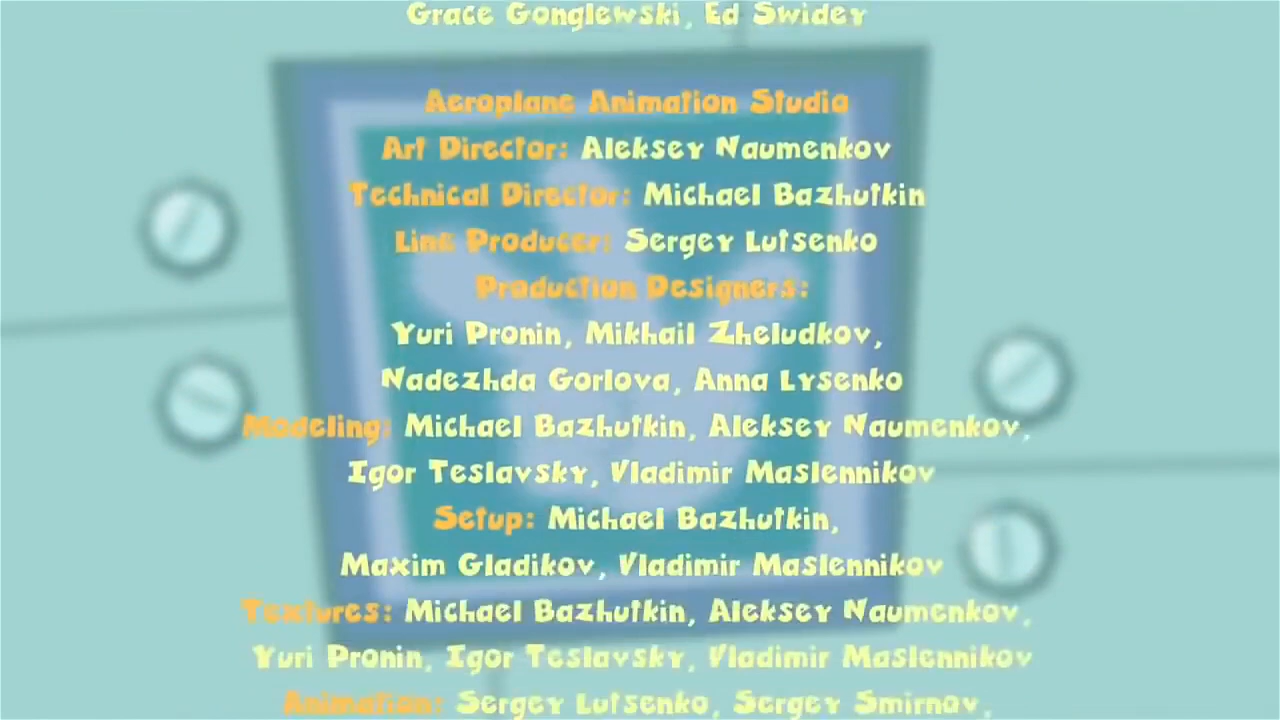 Grace Gonglewski, Ed Swidey
Aeroplane Animation Studio
Art Director: Aleksey Naumenkov
Technical Director: Michael Bazhutkin
Line Producer: Sergey Lutsenko
Production Designers:
Yuri Pronin, Mikhail Zheludkov,
Nadezhda Gorlova, Anna Lysenko
Modeling: Michael Bazhutkin, Aleksey Naumenkov,
Igor Teslavsky, Vladimir Maslennikov
Setup: Michael Bazhutkin,
Maxim Gladikov, Vladimir Maslennikov
Textures: Michael Bazhutkin, Aleksey Naumenkov,
Yuri Pronin, Igor Teslavsky, Vladimir Maslennikov
Animation: Sergey Lutsenko, Sergey Smirnov,